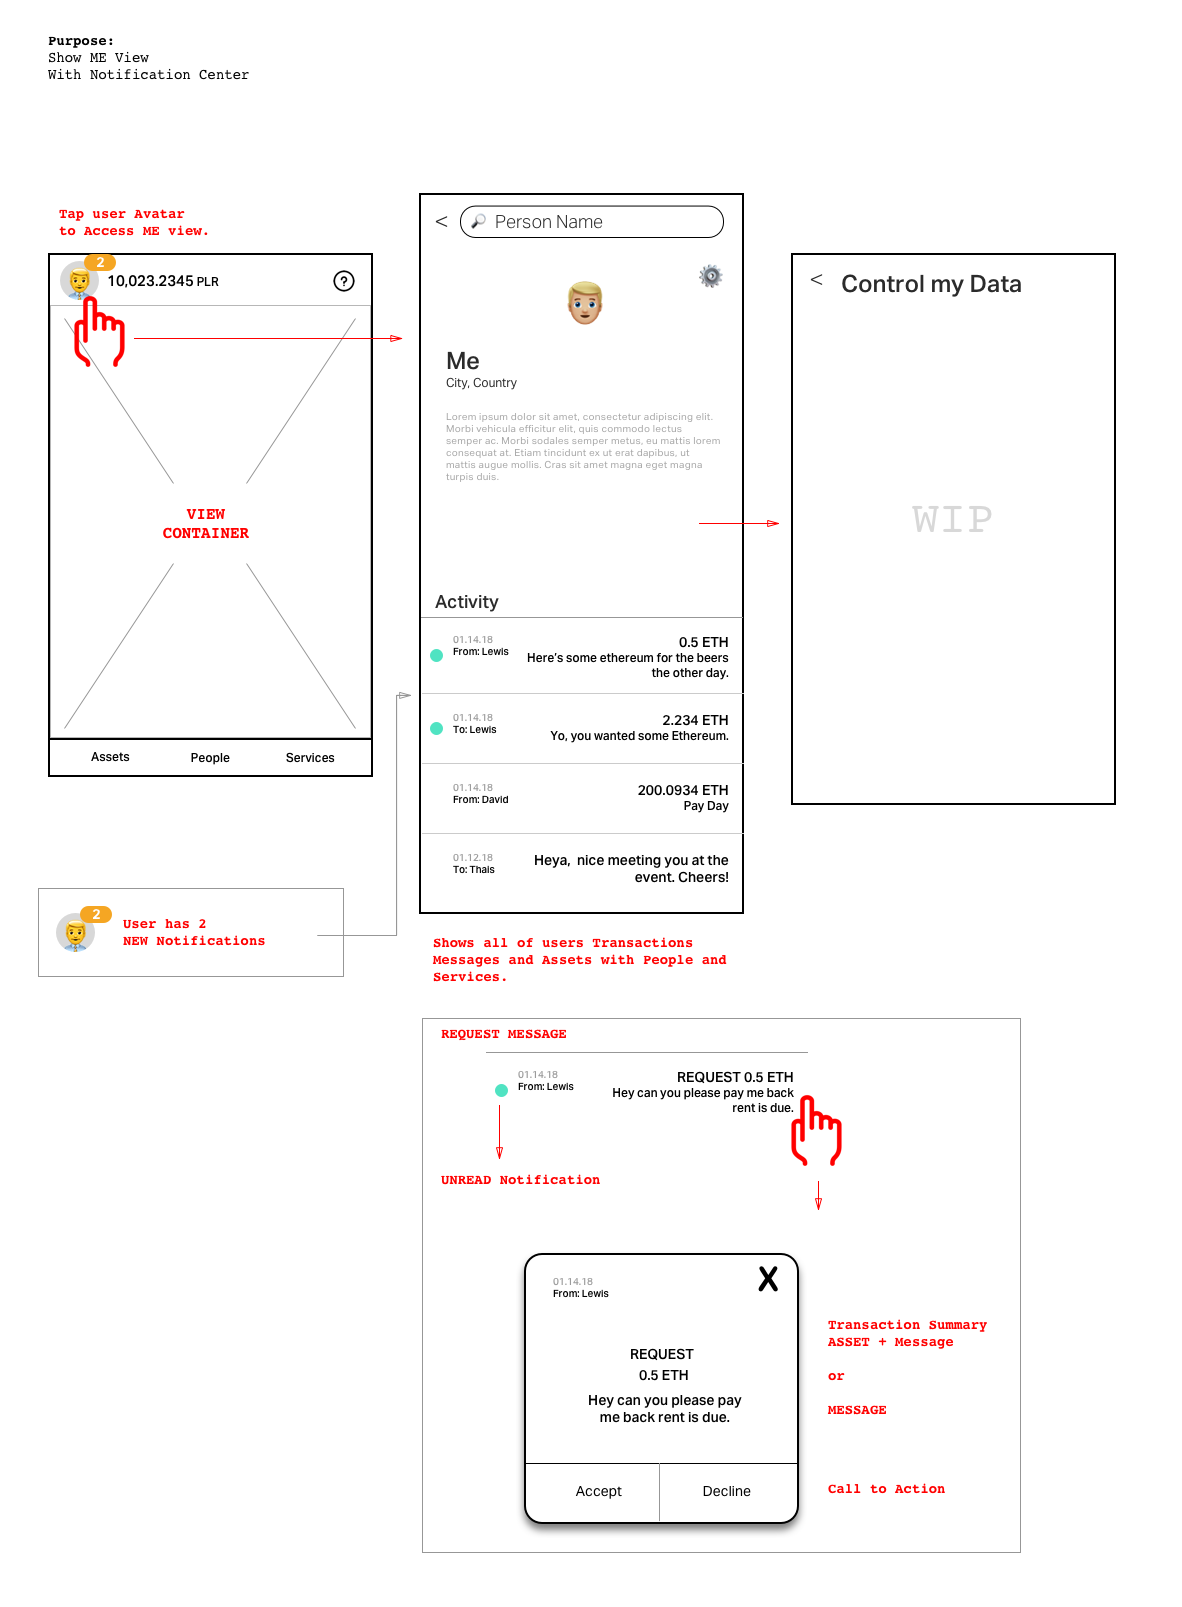 Purpose:
Show ME View
With Notification Center
Tap user Avatar
to Access ME view.
2
10,023.2345 PLR
?
VIEW
CONTAINER
Assets
People
Services
2
User has 2
NEW Notifications
<
Person Name
Me
City, Country
Lorem ipsum dolor sit amet, consectetur adipiscing elit.
Morbi vehicula efficitur elit, quis commodo lectus
semper ac. Morbi sodales semper metus, eu mattis lorem
consequat at. Etiam tincidunt ex ut erat dapibus, ut
mattis augue mollis. Cras sit amet magna eget magna
turpis duis.
Activity
01.14.18
From: Lewis
0.5 ETH
Here's some ethereum for the beers
the other day.
01.14.18
To: Lewis
2.234 ETH
Yo, you wanted some Ethereum.
01.14.18
From: David
200.0934 ETH
Pay Day
01.12.18
To: Thais
Heya,  nice meeting you at the
event. Cheers!
Shows all of users Transactions
Messages and Assets with People and
Services.
<
Control my Data
WIP
REQUEST MESSAGE
01.14.18
From: Lewis
REQUEST 0.5 ETH
Hey can you please pay me back
rent is due.
UNREAD Notification
01.14.18
From: Lewis
X
REQUEST
0.5 ETH
Hey can you please pay
me back rent is due.
Accept
Decline
Transaction Summary
ASSET + Message
or
MESSAGE
Call to Action